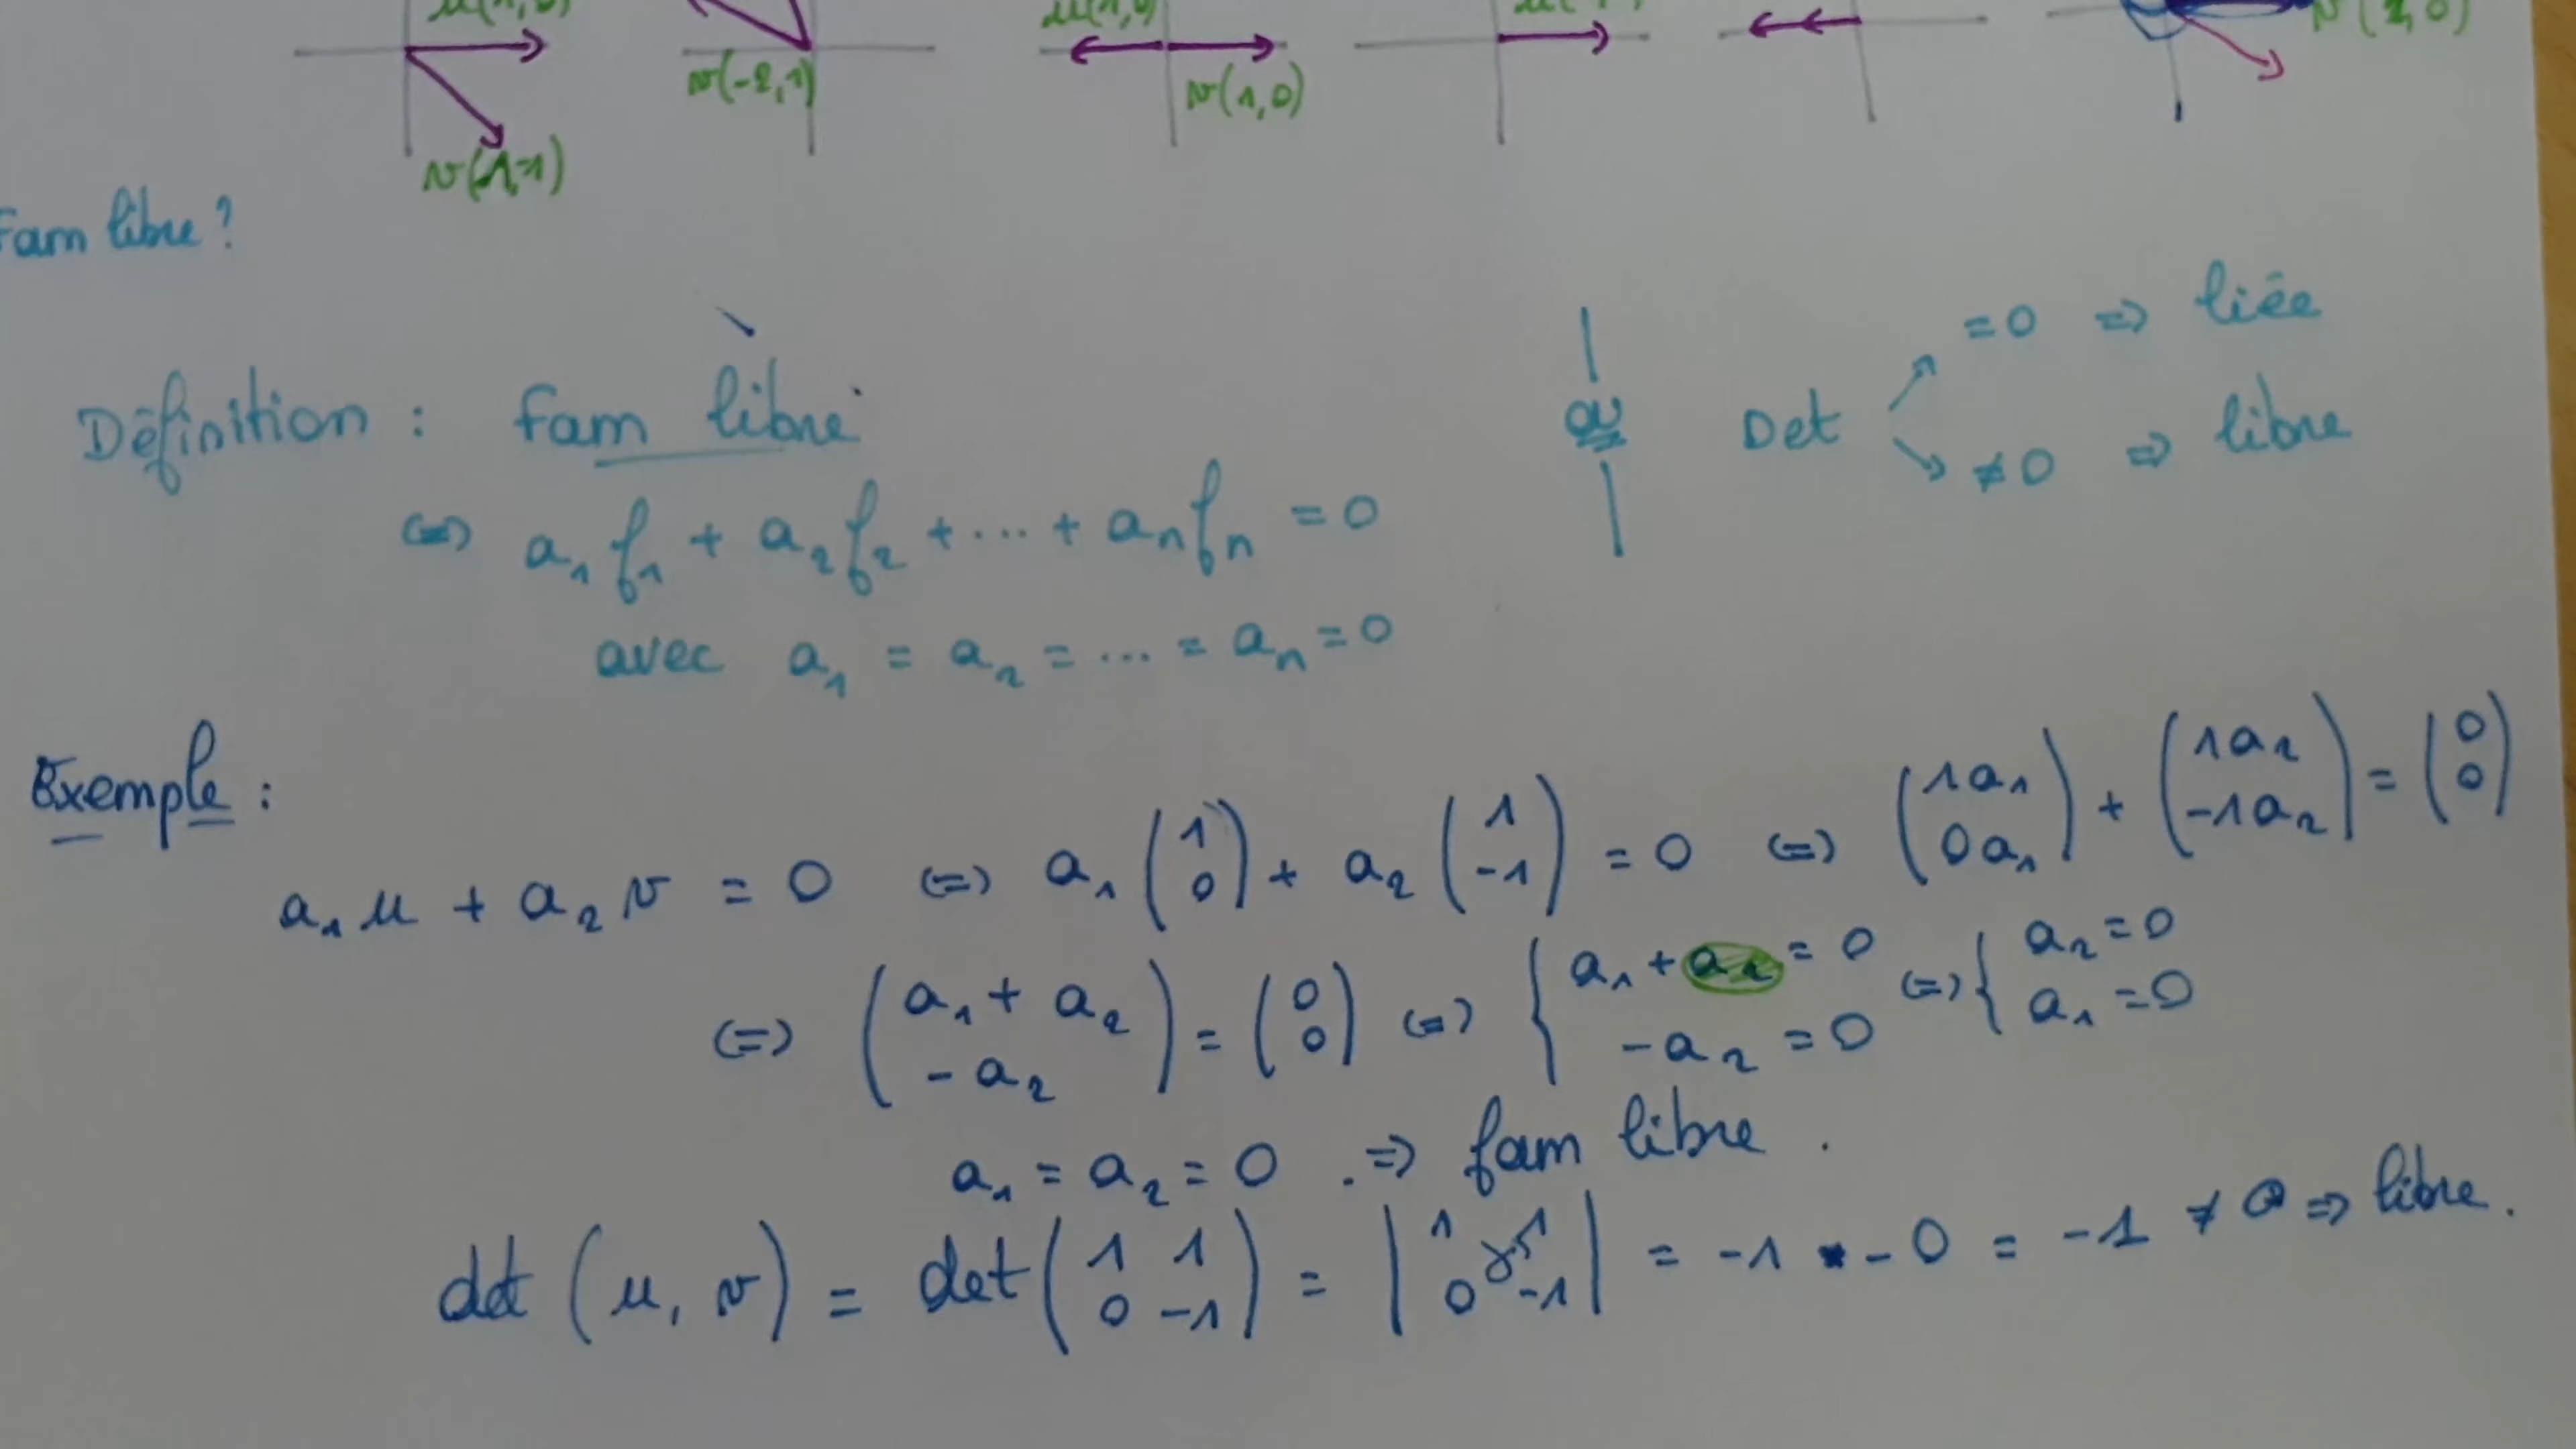 v(-2,1)
v(1,0)
v(1,-1)
Fam libre?
Définition : Fam libre
<=> a₁f₁ + a₂f₂ + ... + aₙfₙ = 0
avec a₁ = a₂ = ... = aₙ = 0
ou
Det
=0 => liée
≠0 => libre
Exemple :
a₁u + a₂v = 0 <=> a₁ (1 0) + a₂ (1 -1) = 0 <=> (1a₁ 0a₁) + (1a₂ -1a₂) = (0 0)
<=> (a₁ + a₂ -a₂) = (0 0) <=> { a₁ + a₂ = 0 -a₂ = 0 <=> { a₂ = 0 a₁ = 0
a₁ = a₂ = 0 . => fam libre .
det (u, v) = det (1 1 0 -1) = |1 1 0 -1| = -1 - 0 = -1 ≠ 0 => libre.